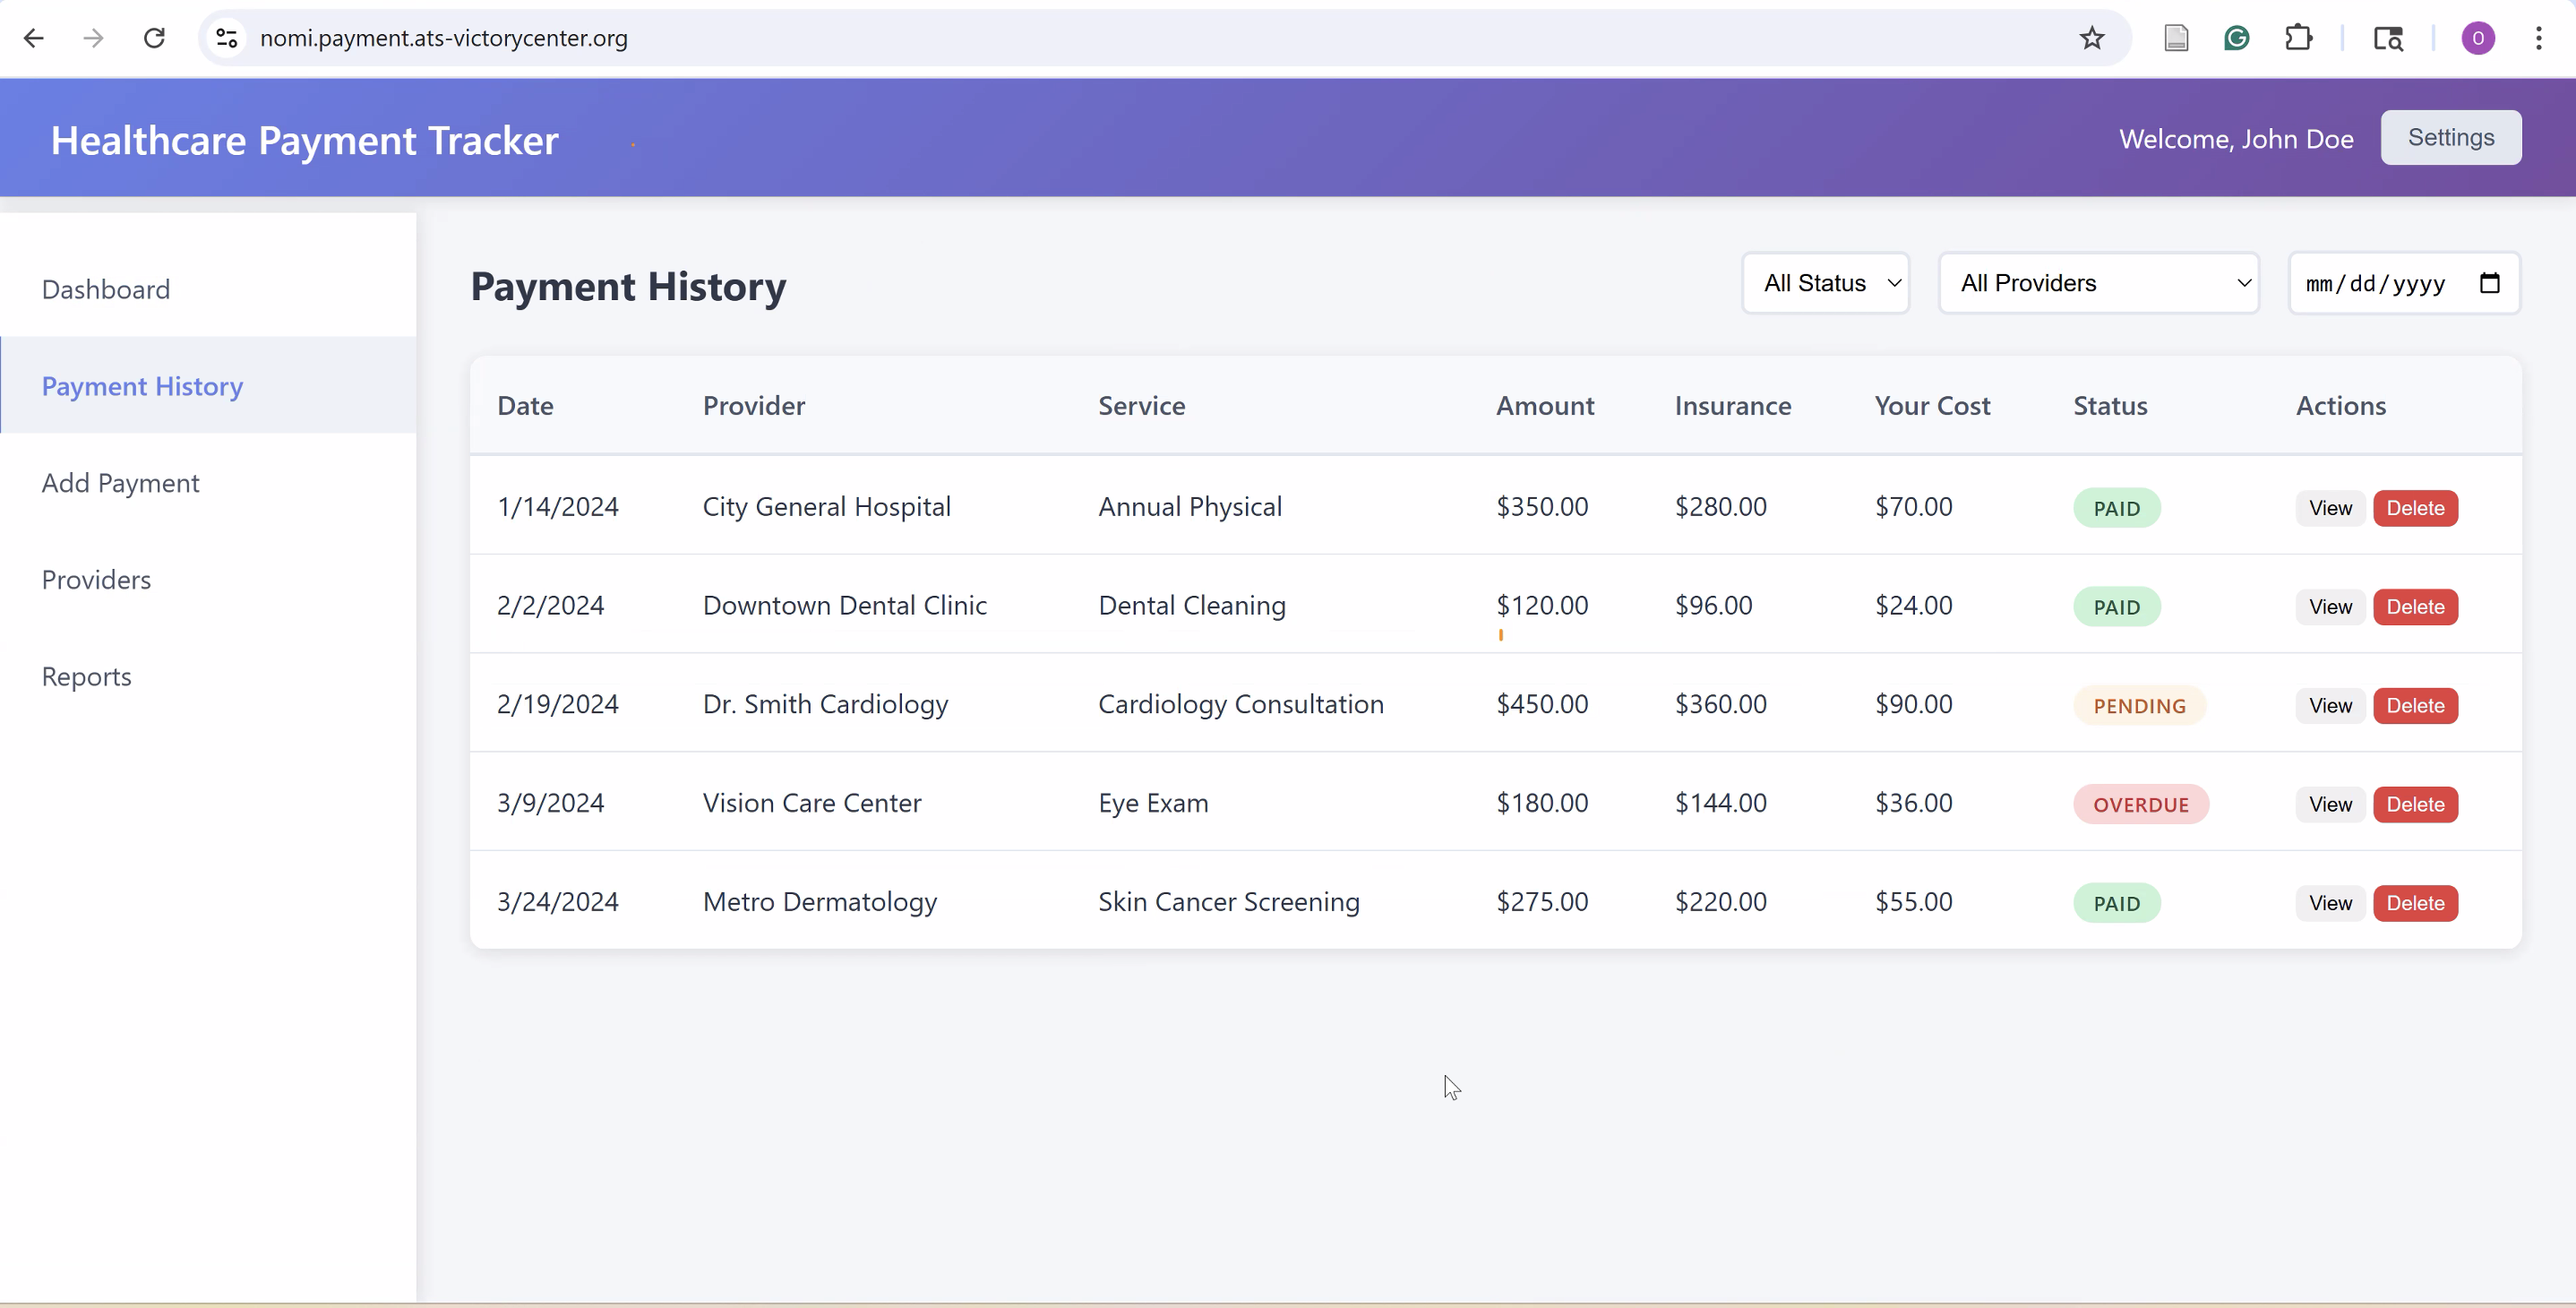 nomi.payment.ats-victorycenter.org
O
Healthcare Payment Tracker
Welcome, John Doe
Settings
Dashboard
Payment History
Add Payment
Providers
Reports
Payment History
All Status
All Providers
mm/dd/yyyy
Date Provider Service Amount Insurance Your Cost Status Actions
1/14/2024 City General Hospital Annual Physical $350.00 $280.00 $70.00 PAID View Delete
2/2/2024 Downtown Dental Clinic Dental Cleaning $120.00 $96.00 $24.00 PAID View Delete
2/19/2024 Dr. Smith Cardiology Cardiology Consultation $450.00 $360.00 $90.00 PENDING View Delete
3/9/2024 Vision Care Center Eye Exam $180.00 $144.00 $36.00 OVERDUE View Delete
3/24/2024 Metro Dermatology Skin Cancer Screening $275.00 $220.00 $55.00 PAID View Delete